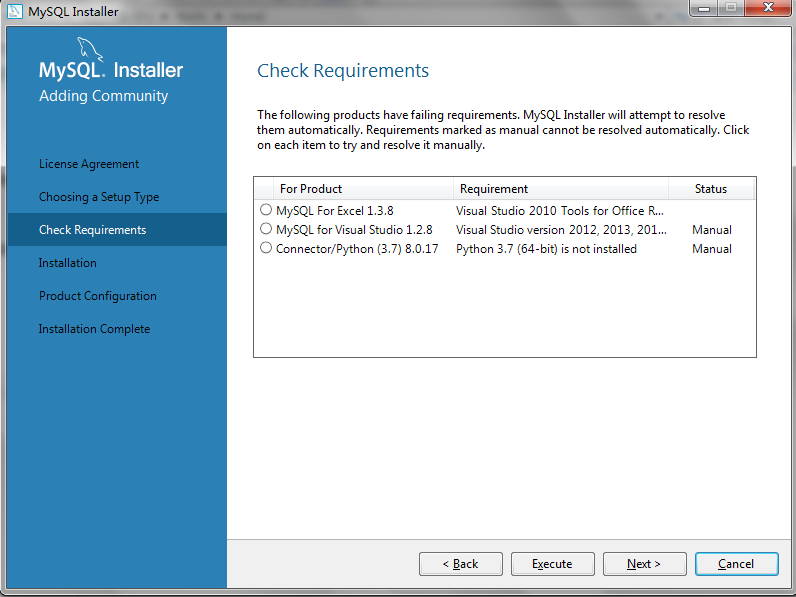 MySQL Installer
MySQL. Installer
Adding Community
License Agreement
Choosing a Setup Type
Check Requirements
Installation
Product Configuration
Installation Complete
Check Requirements
The following products have failing requirements. MySQL Installer will attempt to resolve
them automatically. Requirements marked as manual cannot be resolved automatically. Click
on each item to try and resolve it manually.
For Product Requirement Status
MySQL For Excel 1.3.8 Visual Studio 2010 Tools for Office R...
MySQL for Visual Studio 1.2.8 Visual Studio version 2012, 2013, 201... Manual
Connector/Python (3.7) 8.0.17 Python 3.7 (64-bit) is not installed Manual
< Back Execute Next > Cancel